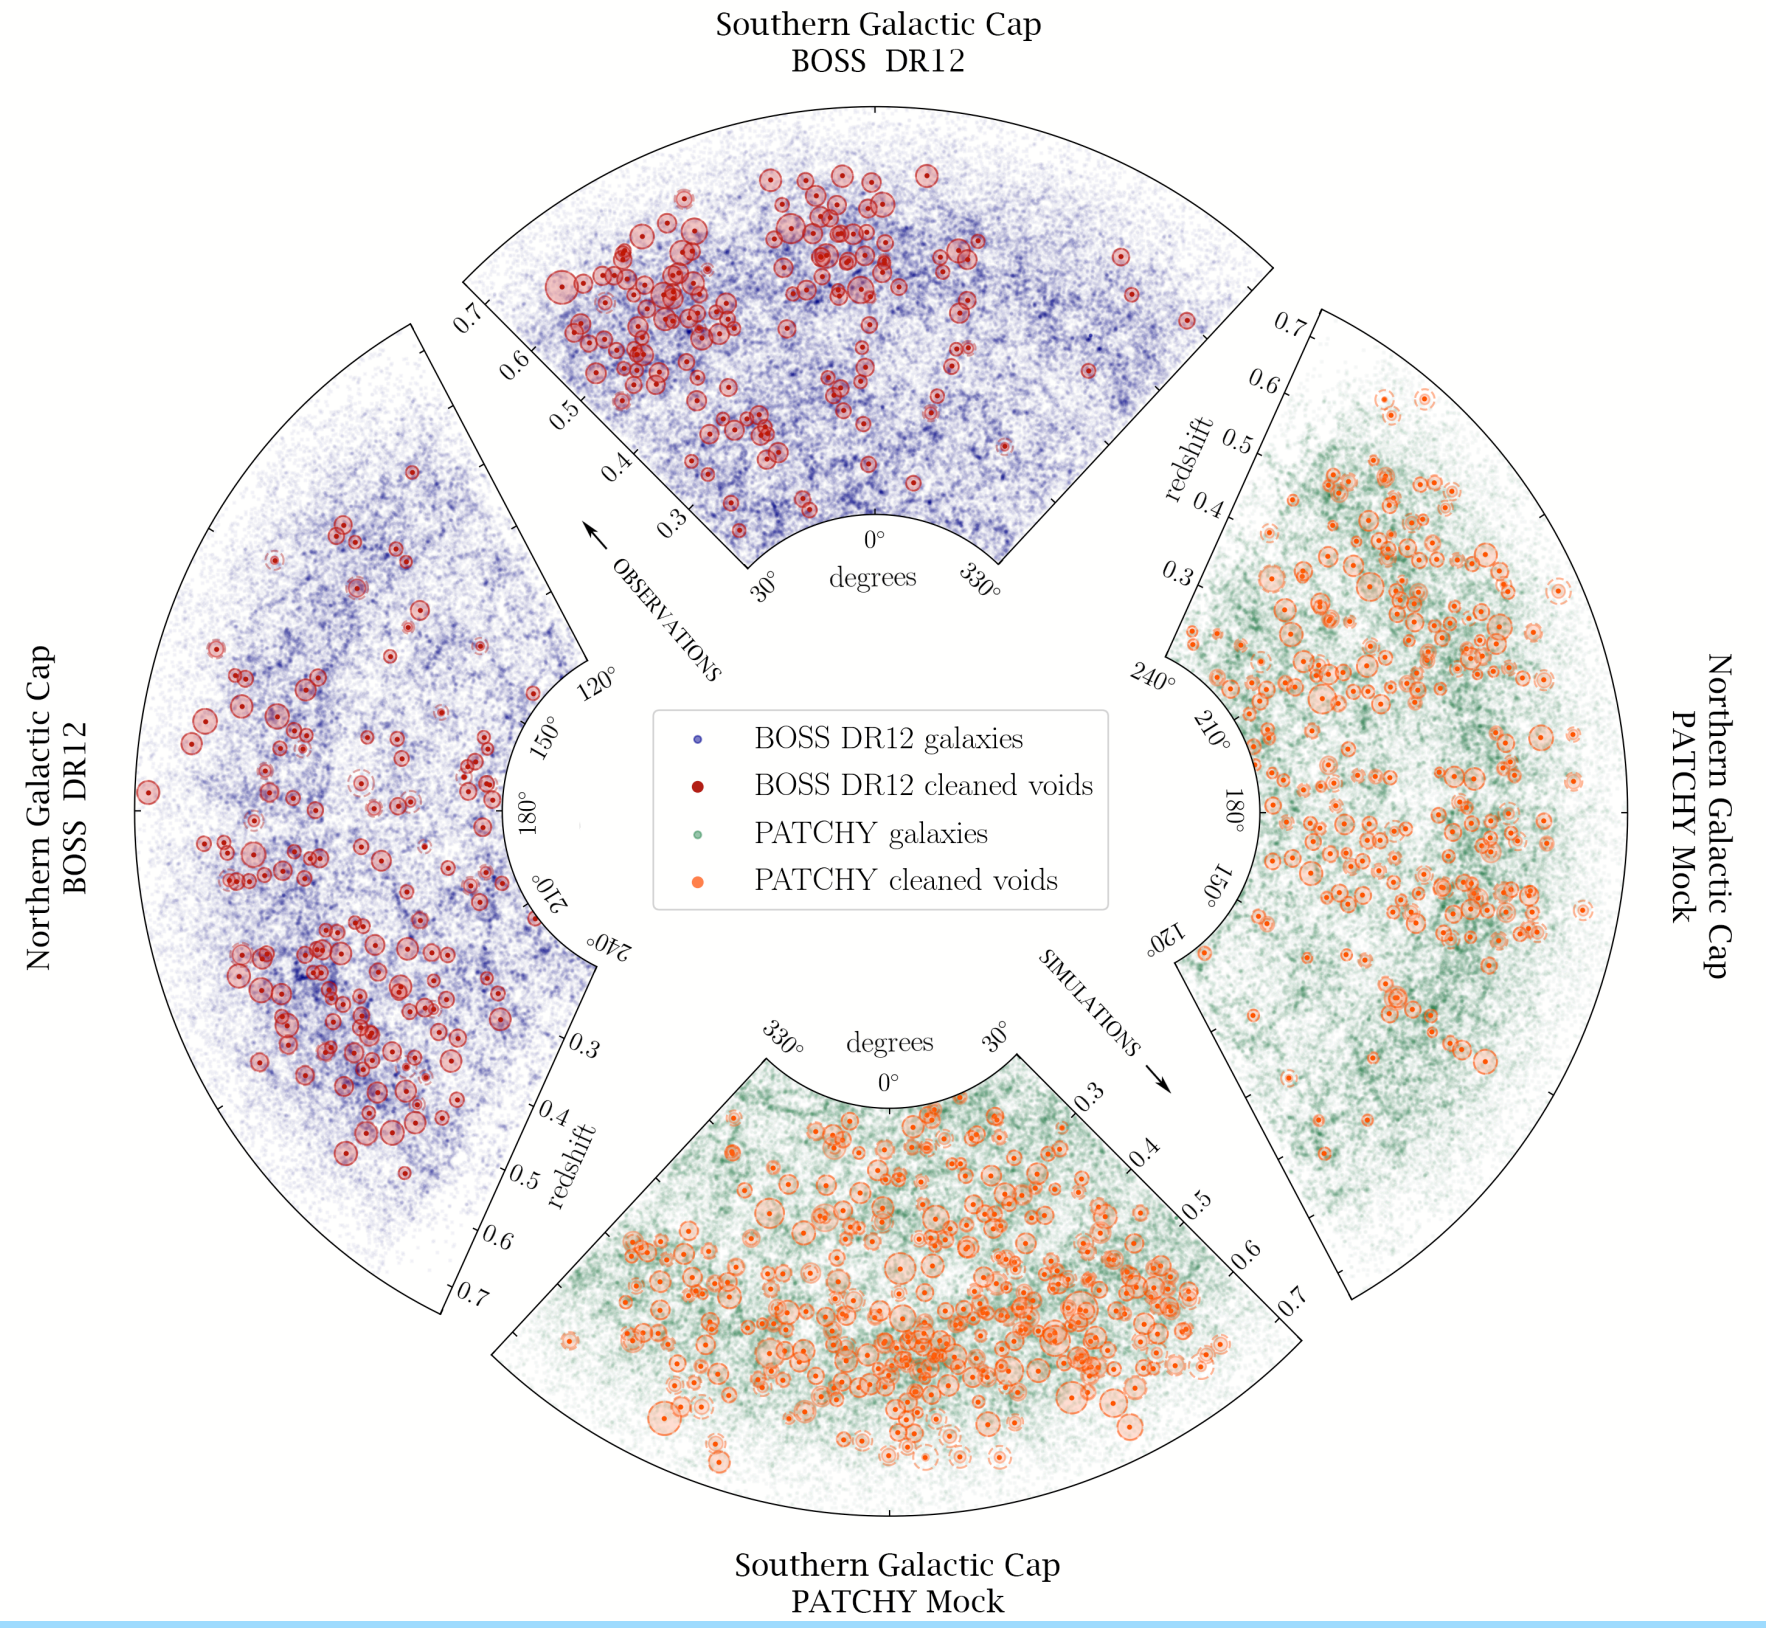 Southern Galactic Cap
BOSS DR12
0.7
0.6
0.5
0.4
0.3
30°
0°
degrees
330°
OBSERVATIONS
Northern Galactic Cap
BOSS DR12
120°
150°
180°
210°
240°
0.3
0.4
0.5
0.6
0.7
redshift
BOSS DR12 galaxies
BOSS DR12 cleaned voids
PATCHY galaxies
PATCHY cleaned voids
0.7
0.6
0.5
0.4
0.3
redshift
240°
210°
180°
150°
120°
Northern Galactic Cap
PATCHY Mock
SIMULATIONS
330°
degrees
0°
30°
0.3
0.4
0.5
0.6
0.7
Southern Galactic Cap
PATCHY Mock